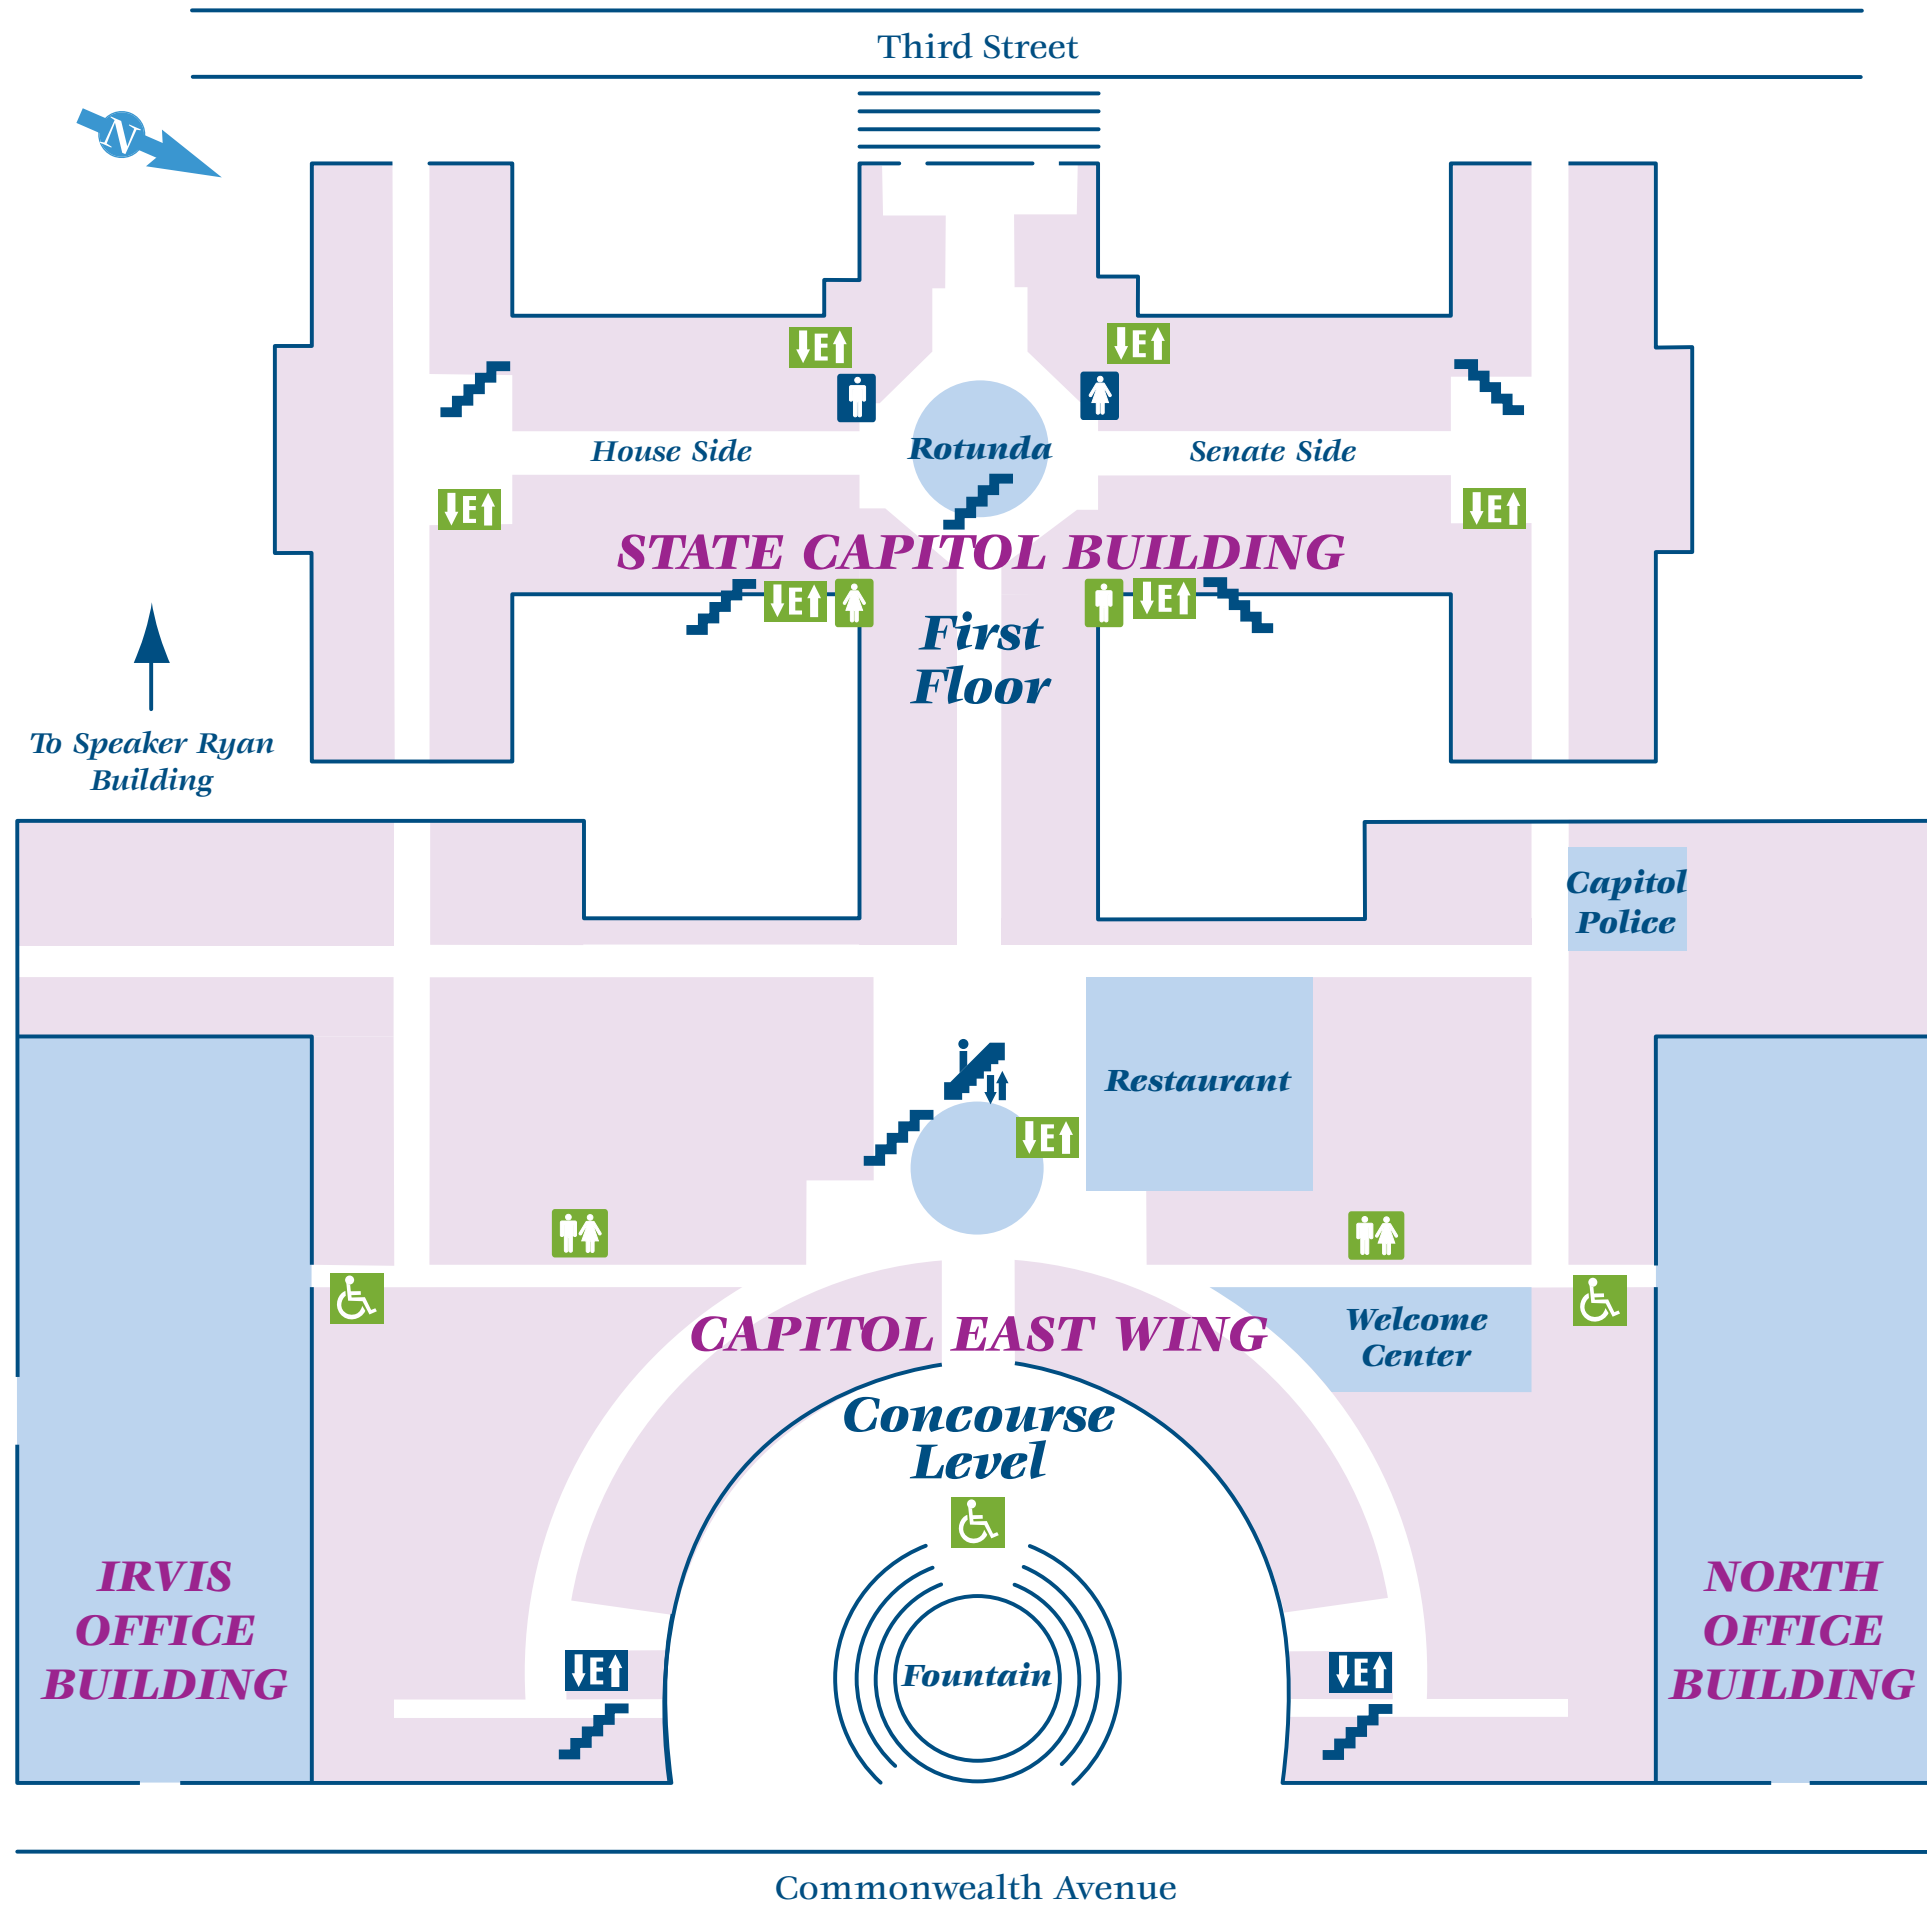 Third Street
N
E
E
House Side
Rotunda
Senate Side
E
E
STATE CAPITOL BUILDING
E
E
First
Floor
To Speaker Ryan
Building
Capitol
Police
Restaurant
E
Welcome
Center
CAPITOL EAST WING
Concourse
Level
IRVIS
OFFICE
BUILDING
E
Fountain
E
NORTH
OFFICE
BUILDING
Commonwealth Avenue